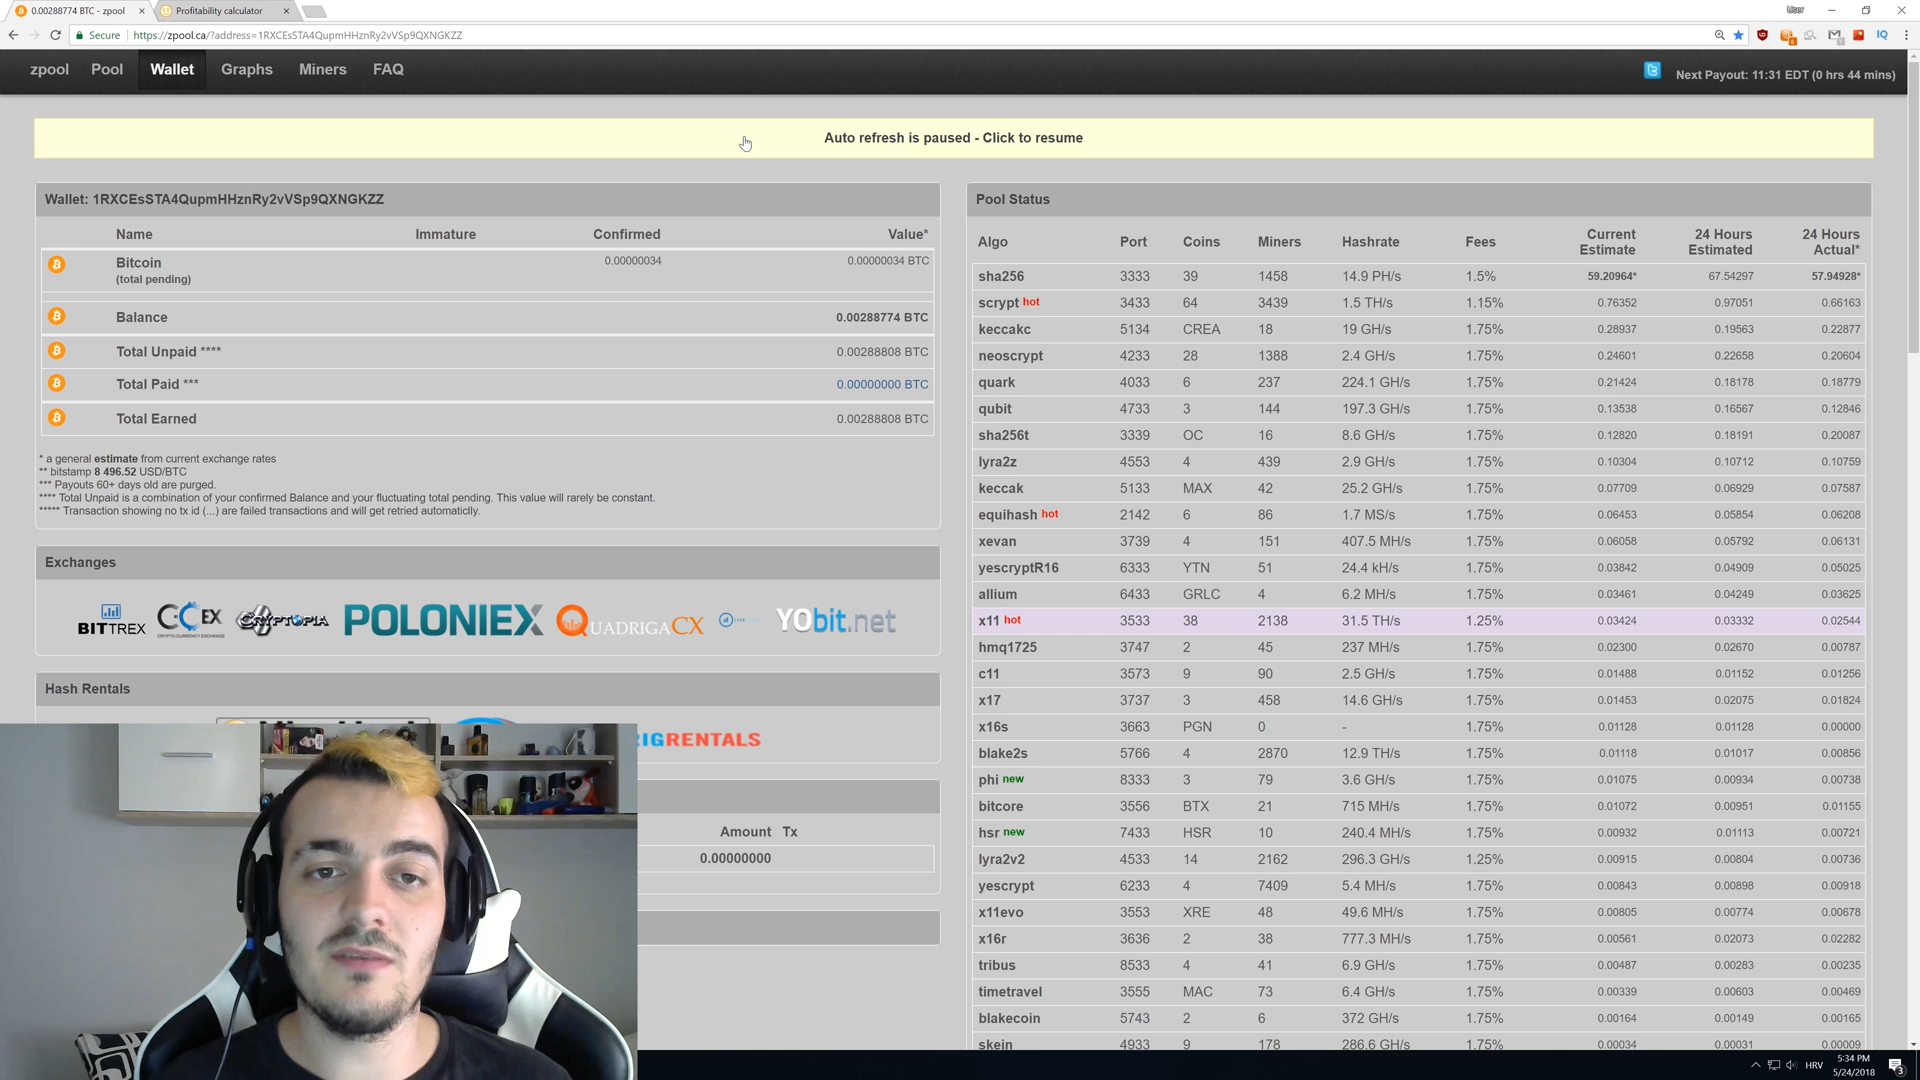 0.00288774 BTC - zpool
Profitability calculator
User
Secure
https://zpool.ca/?address=1RXCEsSTA4QupmHHznRy2vVSp9QXNGKZZ
zpool Pool Wallet Graphs Miners FAQ
Next Payout: 11:31 EDT (0 hrs 44 mins)
Auto refresh is paused - Click to resume
Wallet: 1RXCEsSTA4QupmHHznRy2vVSp9QXNGKZZ
Name Immature Confirmed Value*
Bitcoin 0.00000034 0.00000034 BTC
(total pending)
Balance 0.00288774 BTC
Total Unpaid **** 0.00288808 BTC
Total Paid *** 0.00000000 BTC
Total Earned 0.00288808 BTC
* a general estimate from current exchange rates
** bitstamp 8 496.52 USD/BTC
*** Payouts 60+ days old are purged.
**** Total Unpaid is a combination of your confirmed Balance and your fluctuating total pending. This value will rarely be constant.
***** Transaction showing no tx id (...) are failed transactions and will get retried automaticlly.
Exchanges
BITTREX
C-CEX
CRYPTO-CURRENCY EXCHANGE
CRYPTOPIA
POLONIEX
QUADRIGACX
YObit.net
Hash Rentals
RIGRENTALS
Amount Tx
0.00000000
Pool Status
Algo Port Coins Miners Hashrate Fees Current Estimate 24 Hours Estimated 24 Hours Actual*
sha256 3333 39 1458 14.9 PH/s 1.5% 59.20964* 67.54297 57.94928*
scrypt hot 3433 64 3439 1.5 TH/s 1.15% 0.76352 0.97051 0.66163
keccakc 5134 CREA 18 19 GH/s 1.75% 0.28937 0.19563 0.22877
neoscrypt 4233 28 1388 2.4 GH/s 1.75% 0.24601 0.22658 0.20604
quark 4033 6 237 224.1 GH/s 1.75% 0.21424 0.18178 0.18779
qubit 4733 3 144 197.3 GH/s 1.75% 0.13538 0.16567 0.12846
sha256t 3339 OC 16 8.6 GH/s 1.75% 0.12820 0.18191 0.20087
lyra2z 4553 4 439 2.9 GH/s 1.75% 0.10304 0.10712 0.10759
keccak 5133 MAX 42 25.2 GH/s 1.75% 0.07709 0.06929 0.07587
equihash hot 2142 6 86 1.7 MS/s 1.75% 0.06453 0.05854 0.06208
xevan 3739 4 151 407.5 MH/s 1.75% 0.06058 0.05792 0.06131
yescryptR16 6333 YTN 51 24.4 kH/s 1.75% 0.03842 0.04909 0.05025
allium 6433 GRLC 4 6.2 MH/s 1.75% 0.03461 0.04249 0.03625
x11 hot 3533 38 2138 31.5 TH/s 1.25% 0.03424 0.03332 0.02544
hmq1725 3747 2 45 237 MH/s 1.75% 0.02300 0.02670 0.00787
c11 3573 9 90 2.5 GH/s 1.75% 0.01488 0.01152 0.01256
x17 3737 3 458 14.6 GH/s 1.75% 0.01453 0.02075 0.01824
x16s 3663 PGN 0 - 1.75% 0.01128 0.01128 0.00000
blake2s 5766 4 2870 12.9 TH/s 1.75% 0.01118 0.01017 0.00856
phi new 8333 3 79 3.6 GH/s 1.75% 0.01075 0.00934 0.00738
bitcore 3556 BTX 21 715 MH/s 1.75% 0.01072 0.00951 0.01155
hsr new 7433 HSR 10 240.4 MH/s 1.75% 0.00932 0.01113 0.00721
lyra2v2 4533 14 2162 296.3 GH/s 1.25% 0.00915 0.00804 0.00736
yescrypt 6233 4 7409 5.4 MH/s 1.75% 0.00843 0.00898 0.00918
x11evo 3553 XRE 48 49.6 MH/s 1.75% 0.00805 0.00774 0.00678
x16r 3636 2 38 777.3 MH/s 1.75% 0.00561 0.02073 0.02282
tribus 8533 4 41 6.9 GH/s 1.75% 0.00487 0.00283 0.00235
timetravel 3555 MAC 73 6.4 GH/s 1.75% 0.00339 0.00603 0.00469
blakecoin 5743 2 6 372 GH/s 1.75% 0.00164 0.00149 0.00165
skein 4933 9 178 286.6 GH/s 1.75% 0.00034 0.00031 0.00009
HRV
5:34 PM
5/24/2018
3